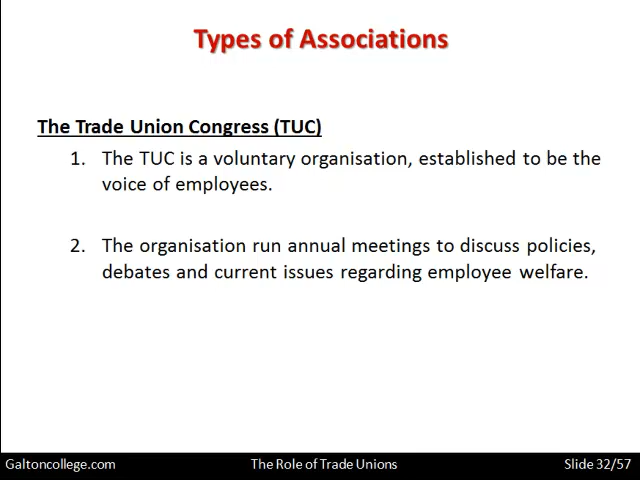 Types of Associations
The Trade Union Congress (TUC)
1. The TUC is a voluntary organisation, established to be the
voice of employees.
2. The organisation run annual meetings to discuss policies,
debates and current issues regarding employee welfare.
Galtoncollege.com The Role of Trade Unions Slide 32/57